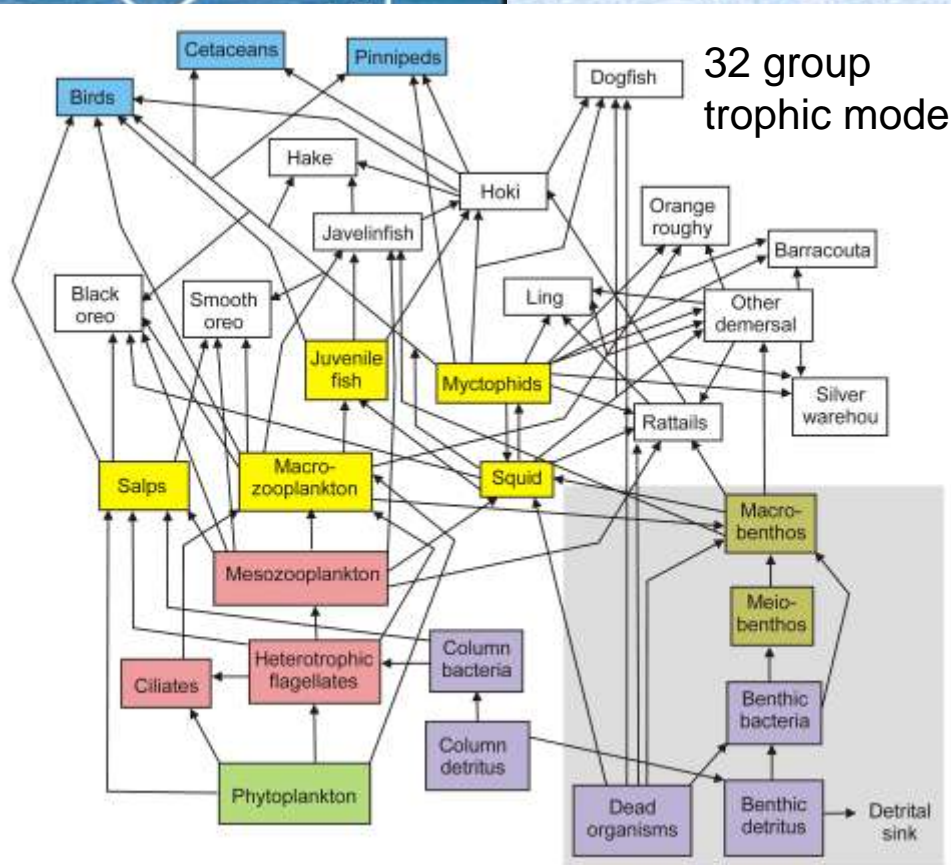 32 group
trophic mode
Cetaceans
Pinnipeds
Dogfish
Birds
Hake
Hoki
Orange
roughy
Javelinfish
Barracouta
Black
oreo
Smooth
oreo
Ling
Other
demersal
Juvenile
fish
Myctophids
Silver
warehou
Rattails
Salps
Macro-
zooplankton
Squid
Macro-
benthos
Mesozooplankton
Meio-
benthos
Ciliates
Heterotrophic
flagellates
Column
bacteria
Benthic
bacteria
Column
detritus
Phytoplankton
Dead
organisms
Benthic
detritus
Detrital
sink